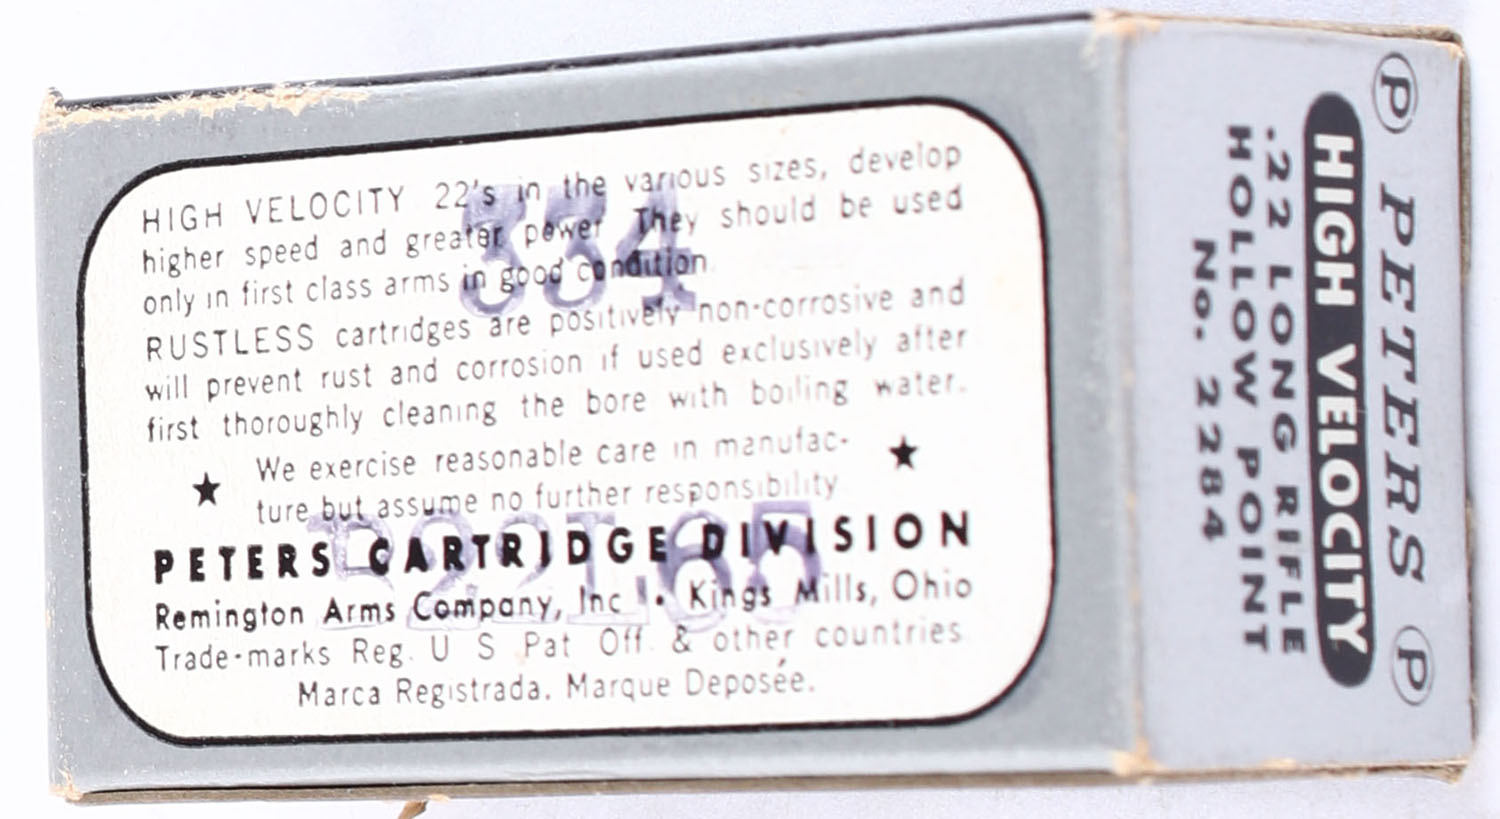 HIGH VELOCITY 22's in the various sizes, develop
higher speed and greater power They should be used
only in first class arms in good condition.
RUSTLESS cartridges are positively non-corrosive and
will prevent rust and corrosion if used exclusively after
first thoroughly cleaning the bore with boiling water.
We exercise reasonable care in manufac-
ture but assume no further responsibility
PETERS CARTRIDGE DIVISION
Remington Arms Company, Inc. • Kings Mills, Ohio
Trade-marks Reg. U S Pat Off. & other countries
Marca Registrada. Marque Deposée.
334
R22L65
P PETERS P
HIGH VELOCITY
.22 LONG RIFLE
HOLLOW POINT
No. 2284